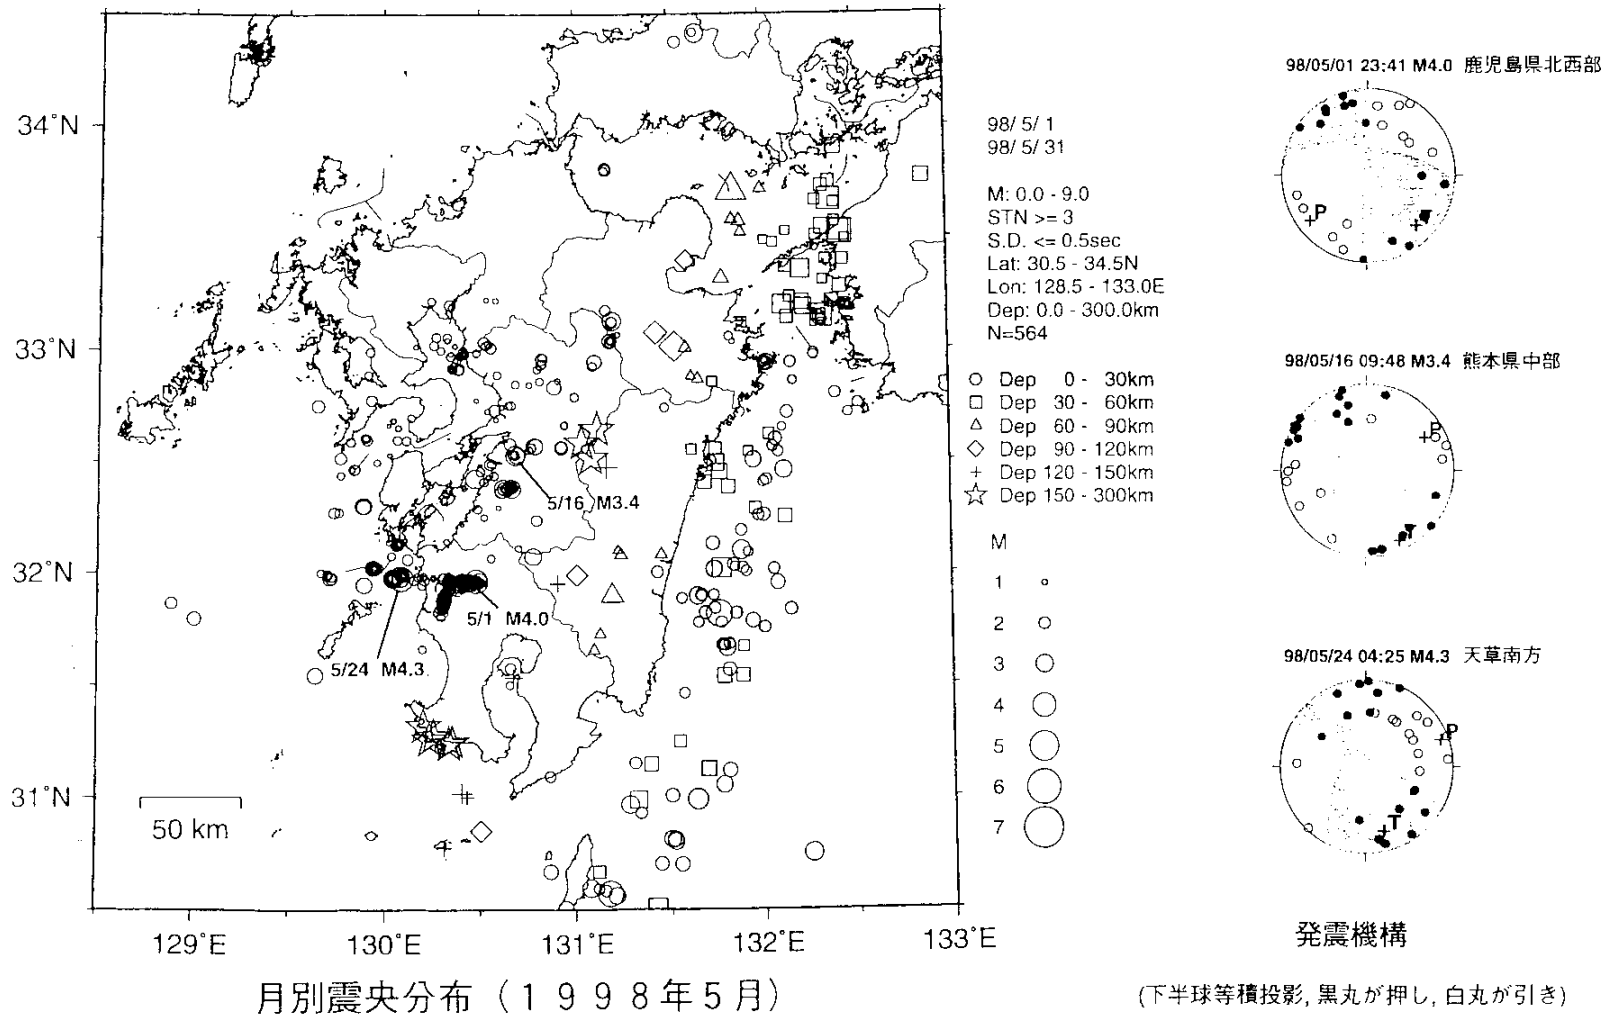 34°N
33°N
32°N
31°N
129°E
130°E
131°E
132°E
133°E
50 km
5/16 M3.4
5/1 M4.0
5/24 M4.3
月別震央分布（１９９８年５月）
98/ 5/ 1
98/ 5/ 31
M: 0.0 - 9.0
STN >= 3
S.D. <= 0.5sec
Lat: 30.5 - 34.5N
Lon: 128.5 - 133.0E
Dep: 0.0 - 300.0km
N=564
Dep 0 - 30km
Dep 30 - 60km
Dep 60 - 90km
Dep 90 - 120km
Dep 120 - 150km
Dep 150 - 300km
M
1
2
3
4
5
6
7
98/05/01 23:41 M4.0 鹿児島県北西部
P
98/05/16 09:48 M3.4 熊本県中部
P
T
98/05/24 04:25 M4.3 天草南方
P
T
発震機構
(下半球等積投影, 黒丸が押し, 白丸が引き)